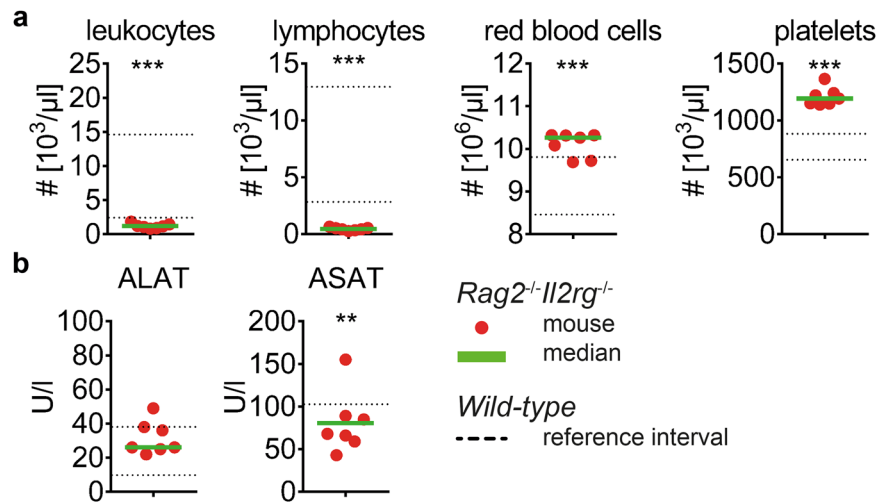 a
leukocytes
# [10³/µl]
25
20
15
10
5
0
***
lymphocytes
# [10³/µl]
15
10
5
0
***
red blood cells
# [10⁶/µl]
12
11
10
9
8
***
platelets
# [10³/µl]
1500
1000
500
0
***
b
ALAT
U/l
100
80
60
40
20
0
ASAT
U/l
200
150
100
50
0
**
Rag2⁻/⁻Il2rg⁻/⁻
mouse
median
Wild-type
reference interval